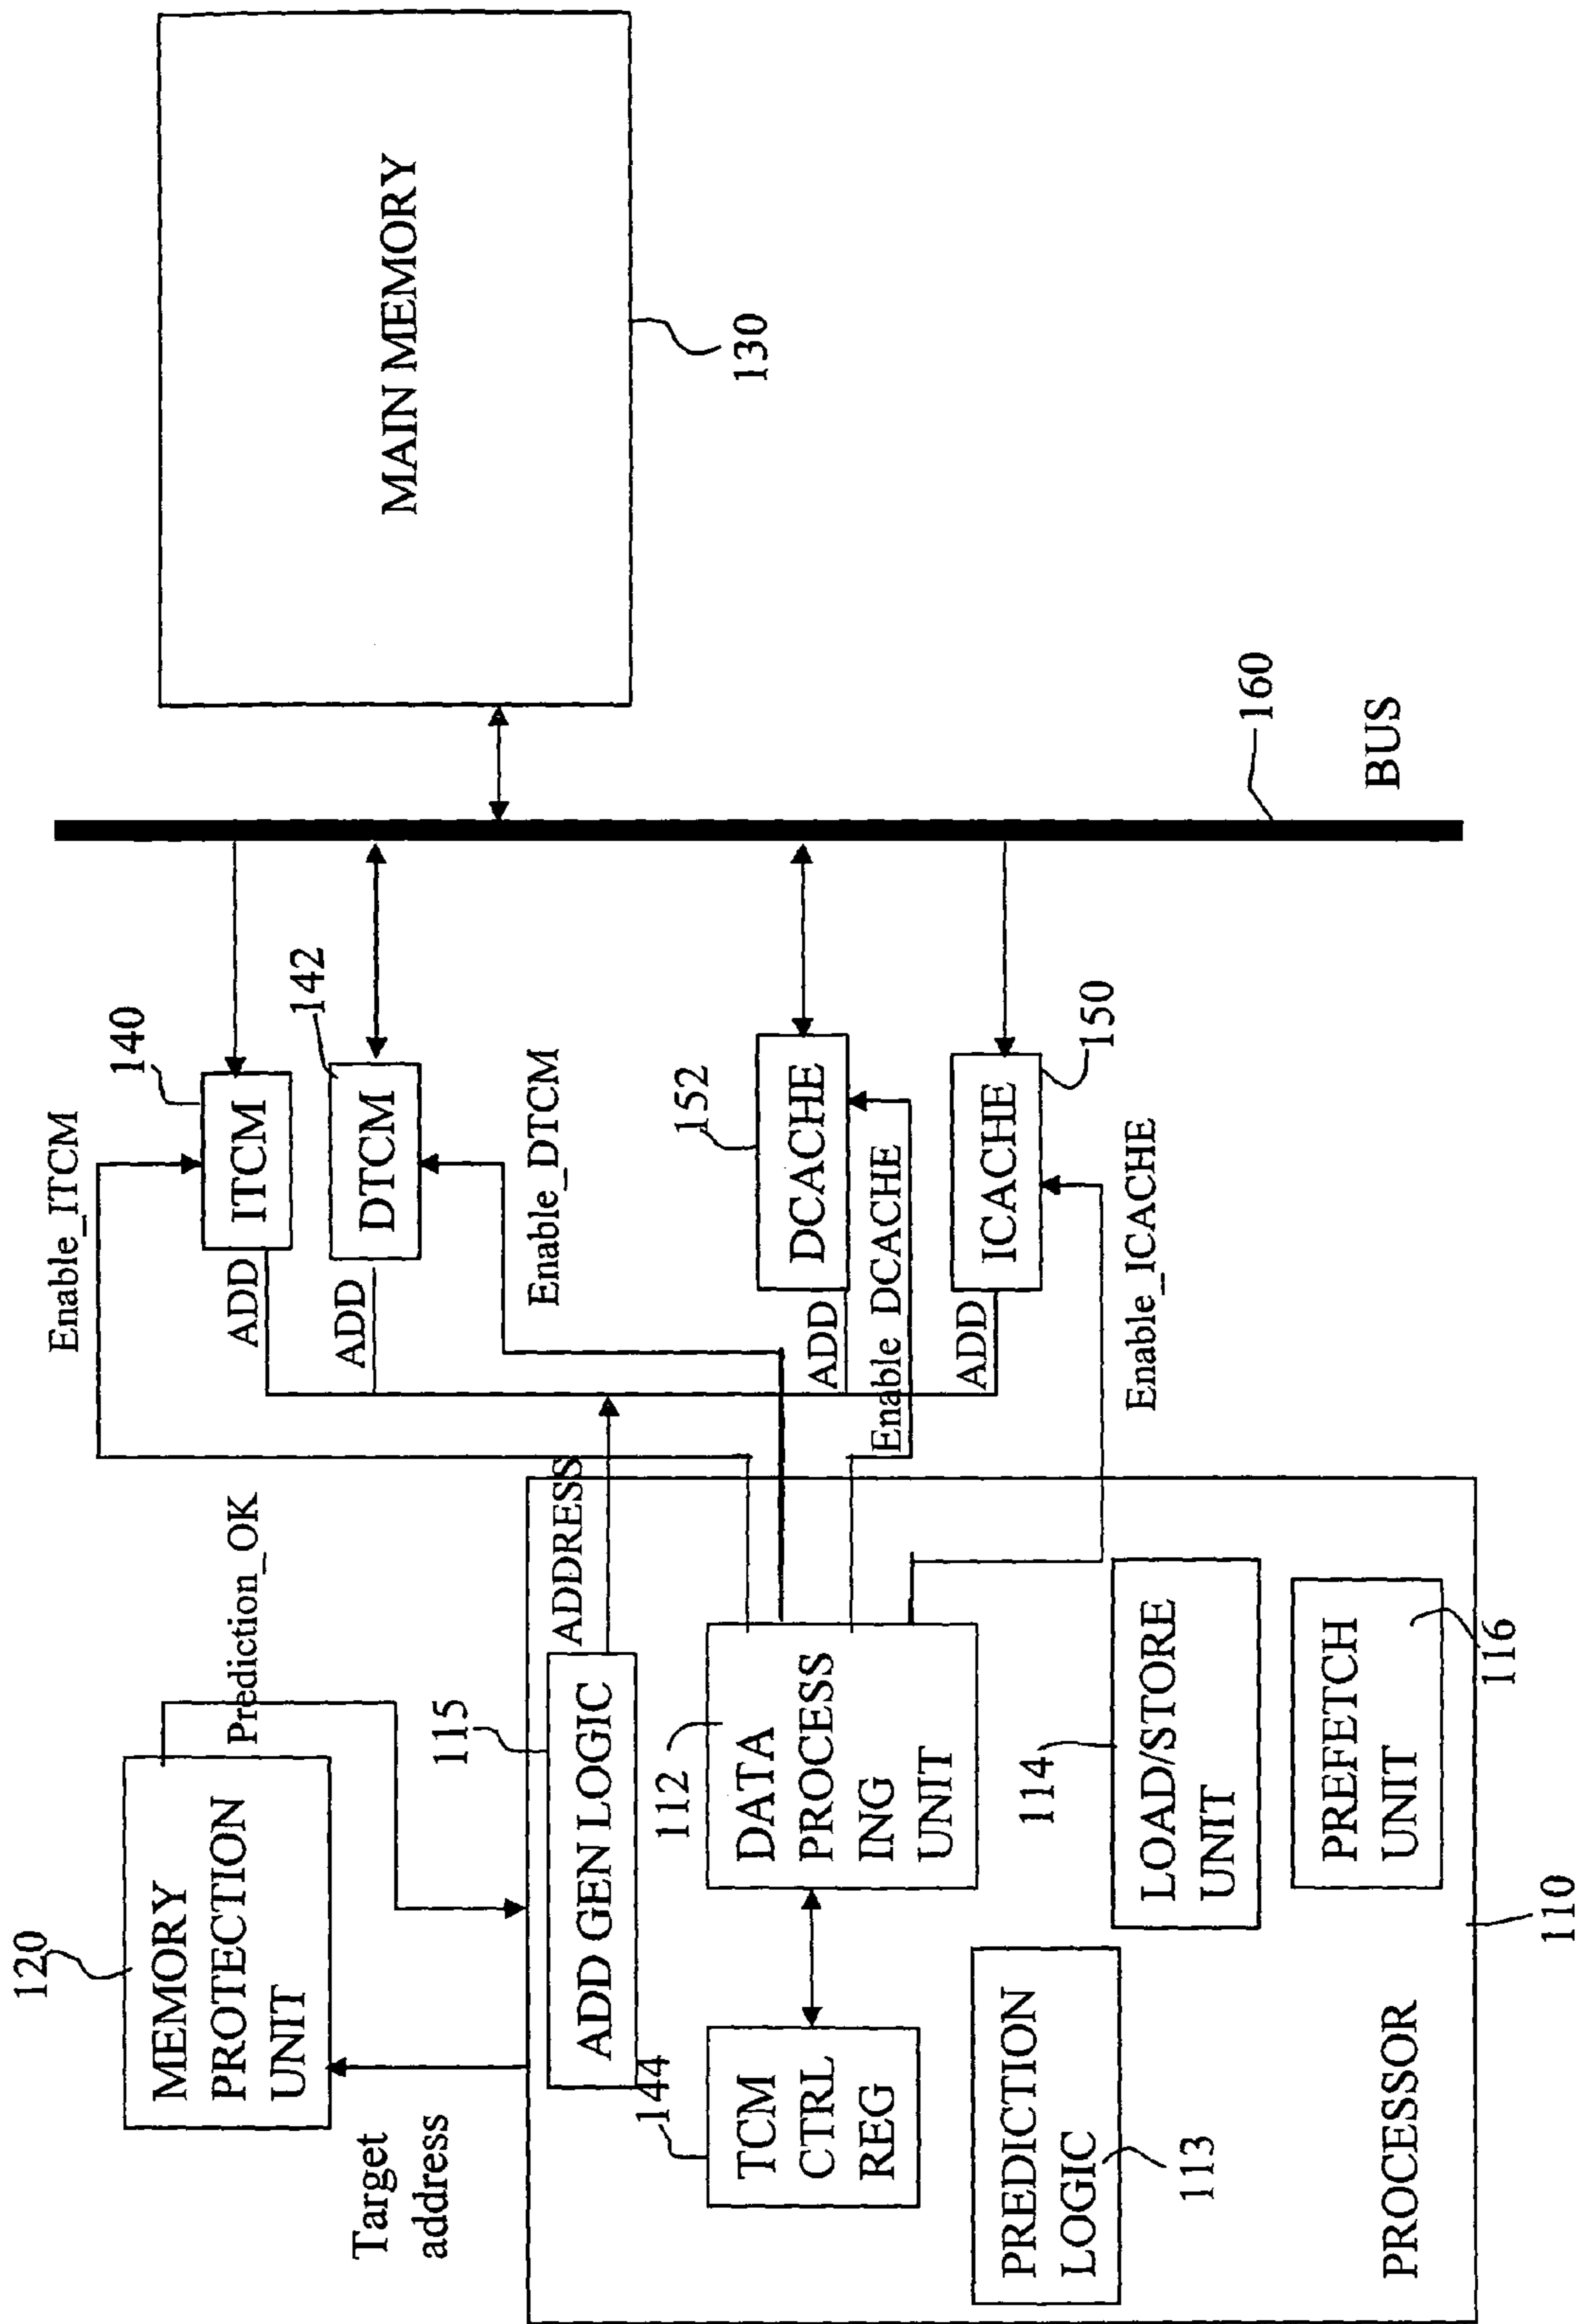 120
MEMORY
PROTECTION
UNIT
Target
address
Prediction_OK
Enable_ITCM
140
ITCM
ADD
142
DTCM
ADD
Enable_DTCM
MAIN MEMORY
130
115
ADD GEN LOGIC
ADDRESS
144
TCM
CTRL
REG
112
DATA
PROCESS
ING
UNIT
152
DCACHE
ADD
Enable DCACHE
150
ICACHE
ADD
Enable_ICACHE
160
BUS
PREDICTION
LOGIC
113
114
LOAD/STORE
UNIT
PREFETCH
UNIT
116
PROCESSOR
110